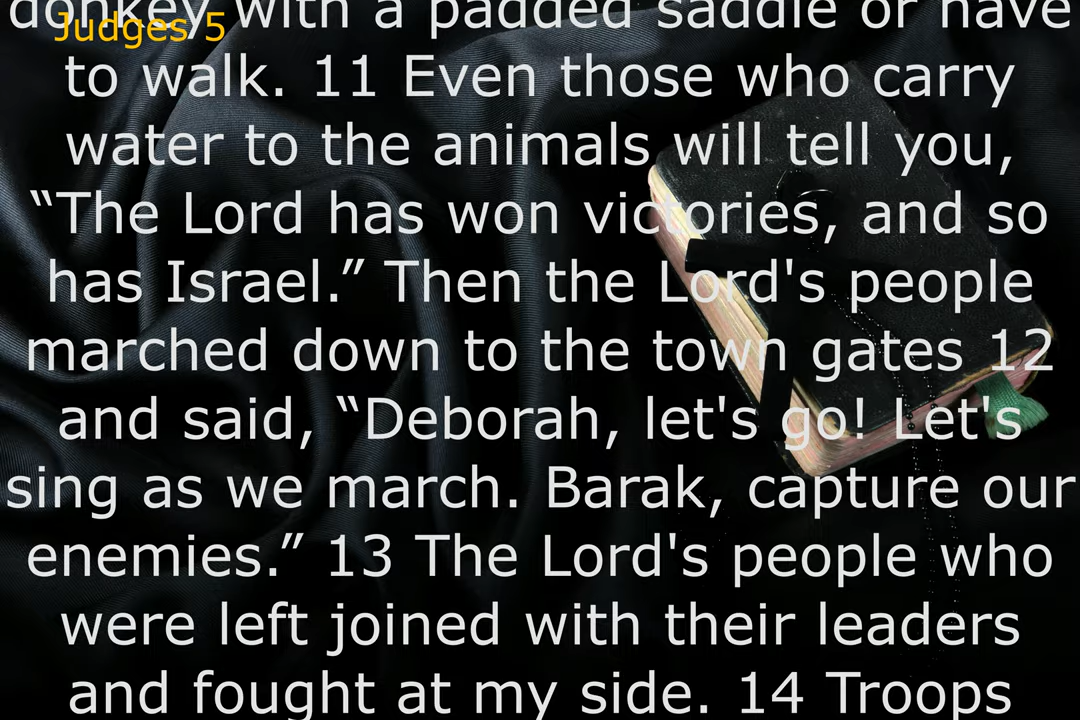 donkey with a padded saddle or have
Judges 5
to walk. 11 Even those who carry
water to the animals will tell you,
“The Lord has won victories, and so
has Israel.” Then the Lord's people
marched down to the town gates 12
and said, “Deborah, let's go! Let's
sing as we march. Barak, capture our
enemies.” 13 The Lord's people who
were left joined with their leaders
and fought at my side. 14 Troops